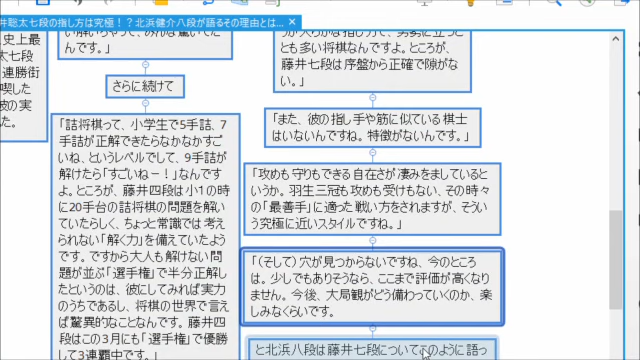 井聡太七段の指し方は究極！？北浜健介八段が語るその理由とは...
史上最
太七段
連勝街
喫した
彼の実
た。
んです。」
さらに続けて
「詰将棋って、小学生で5手詰、7
手詰が正解できたらなかなかすご
いね、というレベルでして、9手詰が
解けたら「すごいねー！」なんです
よ。ところが、藤井四段は小1の時
に20手台の詰将棋の問題を解い
ていたらしく、ちょっと常識では考え
られない「解く力」を備えていたよう
です。ですから大人も解けない問
題が並ぶ「選手権」で半分正解し
たというのは、彼にしてみれば実力
のうちであるし、将棋の世界で言え
ば驚異的なことなんです。藤井四
段はこの3月にも「選手権」で優勝
して3連覇中です。」
とも多い将棋なんですよ。ところが、
藤井七段は序盤から正確で隙がな
い。」
「また、彼の指し手や筋に似ている棋士
はいないんですね。特徴がないんです。」
「攻めも守りもできる自在さが凄みをましているとい
うか。羽生三冠も攻めも受けもない、その時々
の「最善手」に適った戦い方をされますが、そうい
う究極に近いスタイルですね。」
「（そして）穴が見つからないですね、今のところ
は。少しでもありそうなら、ここまで評価が高くなり
ません。今後、大局観がどう備わっていくのか、楽
しみなくらいです。
と北浜八段は藤井七段についてこのように語っ